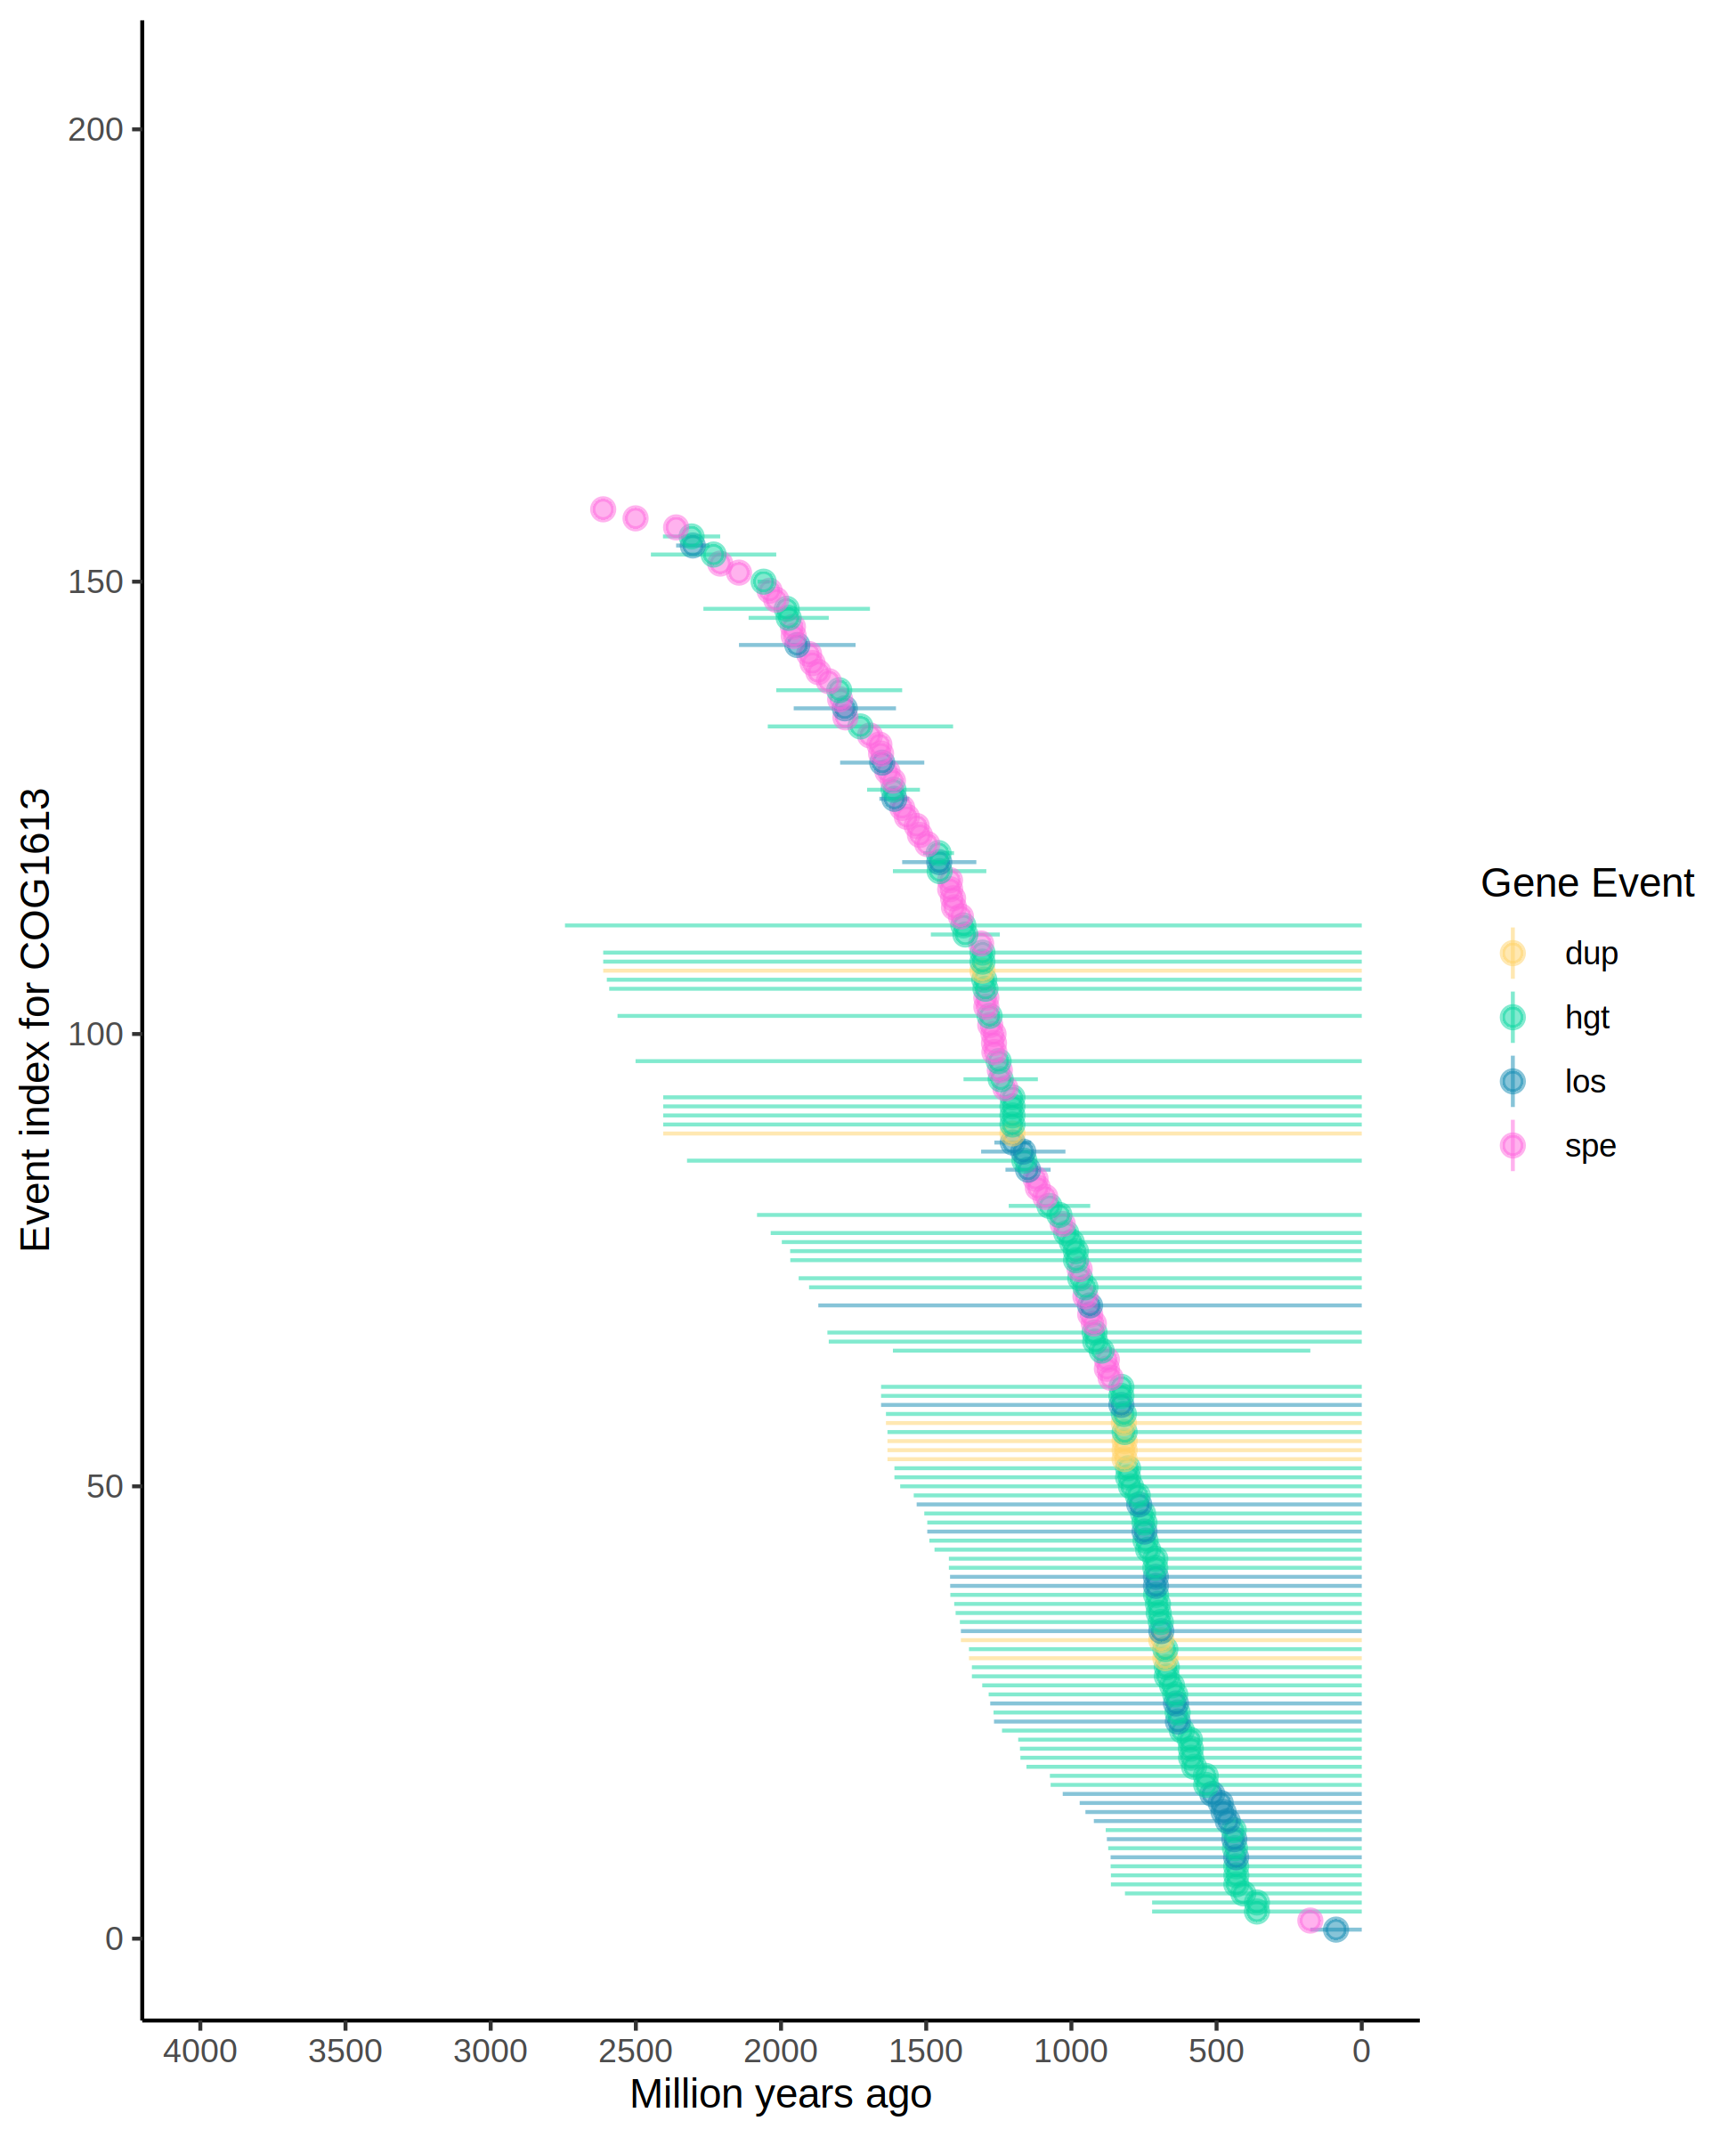 Event index for COG1613
200
150
100
50
0
4000 3500 3000 2500 2000 1500 1000 500 0
Million years ago
Gene Event
dup
hgt
los
spe